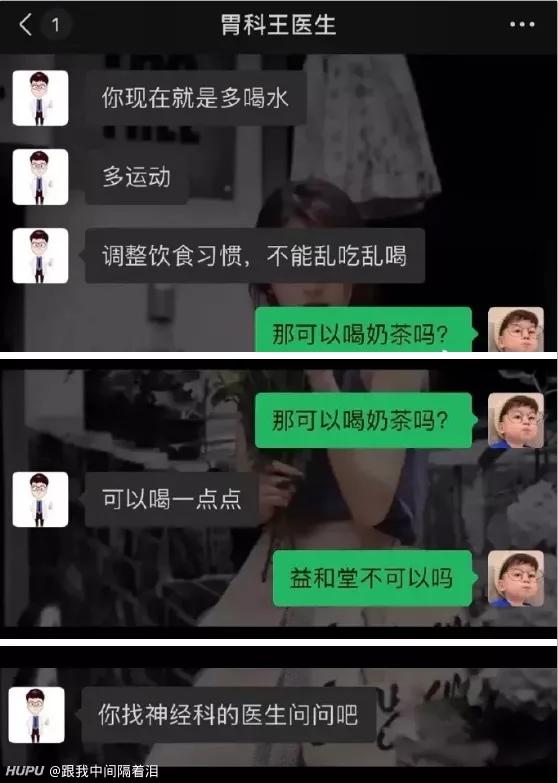 1
胃科王医生
你现在就是多喝水
多运动
调整饮食习惯，不能乱吃乱喝
那可以喝奶茶吗？
那可以喝奶茶吗？
可以喝一点点
益和堂不可以吗
你找神经科的医生问问吧
HUPU @跟我中间隔着泪